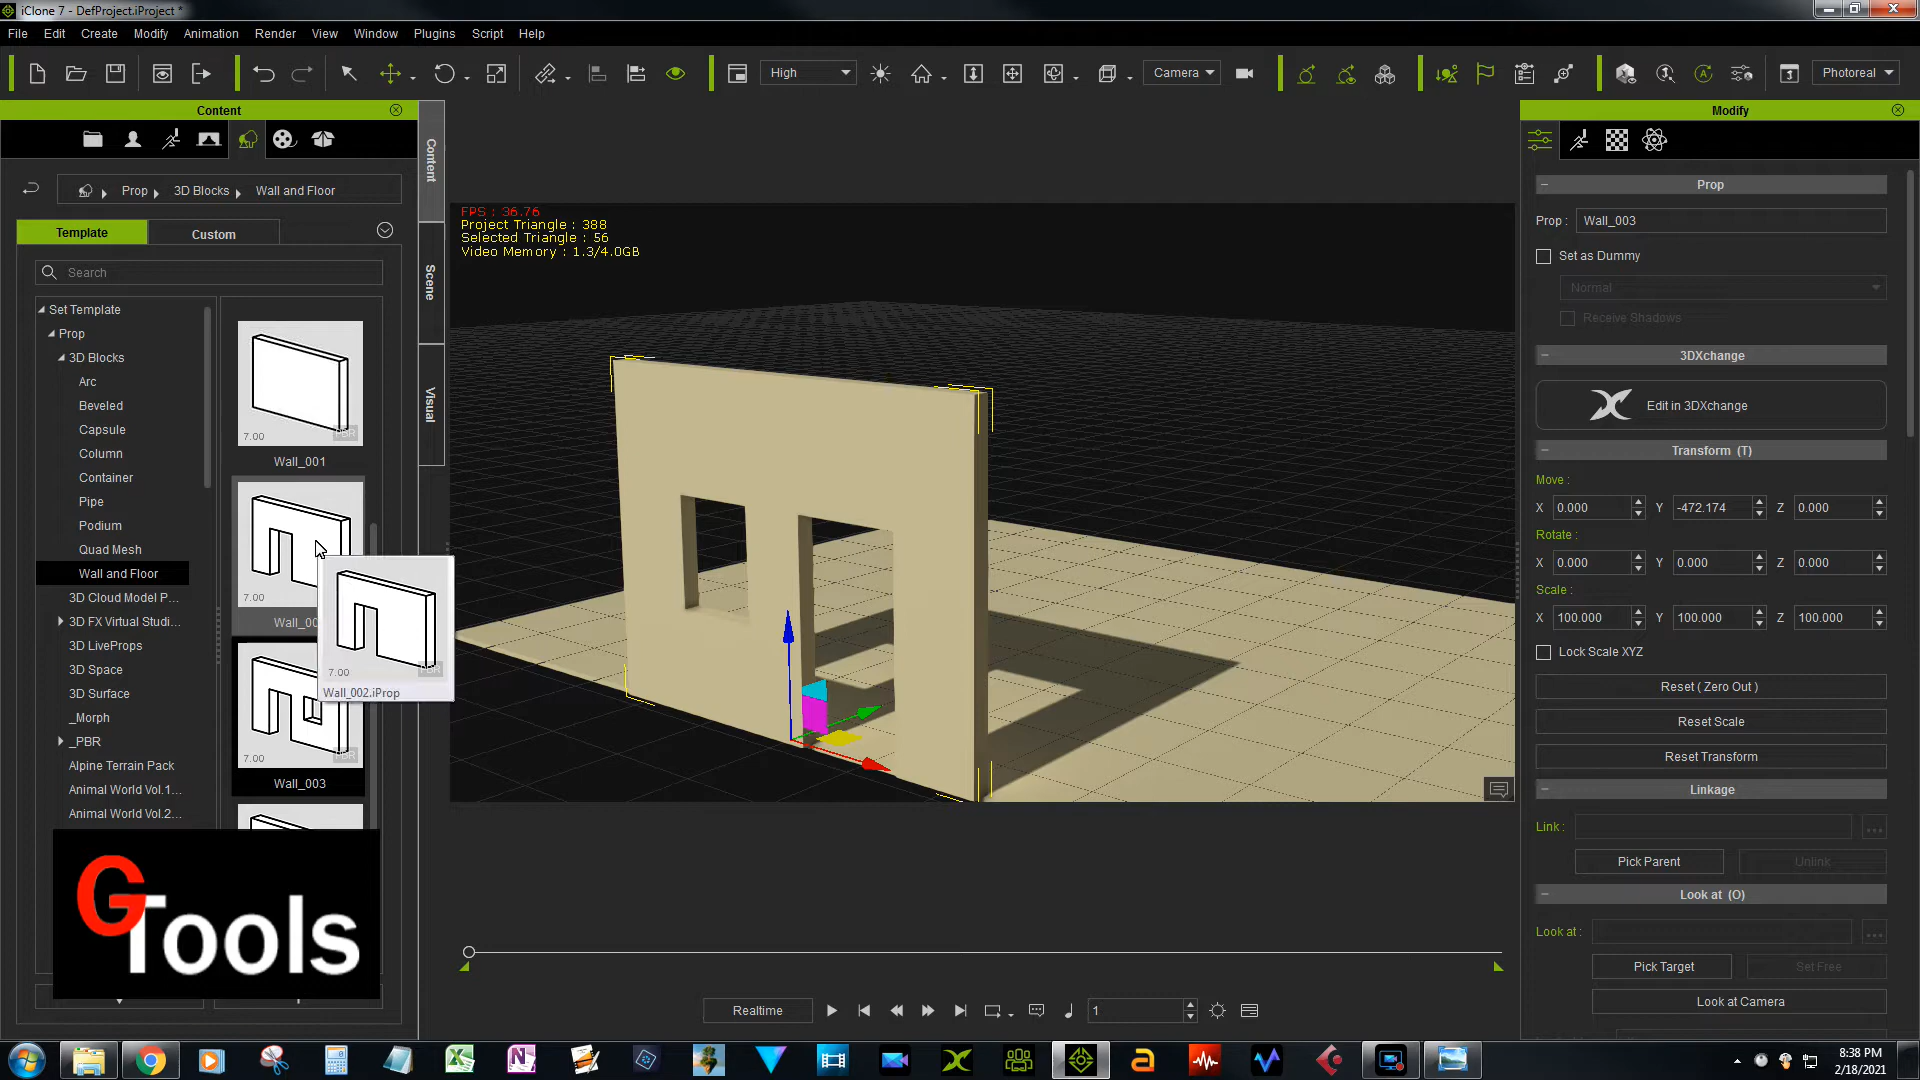 iClone 7 - DefProject.iProject *
File Edit Create Modify Animation Render View Window Plugins Script Help
High Camera Photoreal
Content
Prop 3D Blocks Wall and Floor
Template Custom
Search
Set Template
Prop
3D Blocks
Arc
Beveled
Capsule
Column
Container
Pipe
Podium
Quad Mesh
Wall and Floor
3D Cloud Model P...
3D FX Virtual Studi...
3D LiveProps
3D Space
3D Surface
_Morph
_PBR
Alpine Terrain Pack
Animal World Vol.1...
Animal World Vol.2...
7.00 PBR
Wall_001
7.00
Wall_00
7.00 PBR
Wall_002.iProp
7.00 PBR
Wall_003
GTools
Content
Scene
Visual
FPS : 36.76
Project Triangle : 388
Selected Triangle : 56
Video Memory : 1.3/4.0GB
Realtime 1
Modify
Prop
Prop : Wall_003
Set as Dummy
Normal
Receive Shadows
3DXchange
Edit in 3DXchange
Transform (T)
Move :
X 0.000 Y -472.174 Z 0.000
Rotate :
X 0.000 Y 0.000 Z 0.000
Scale :
X 100.000 Y 100.000 Z 100.000
Lock Scale XYZ
Reset ( Zero Out )
Reset Scale
Reset Transform
Linkage
Link : ...
Pick Parent Unlink
Look at (O)
Look at : ...
Pick Target Set Free
Look at Camera
8:38 PM
2/18/2021